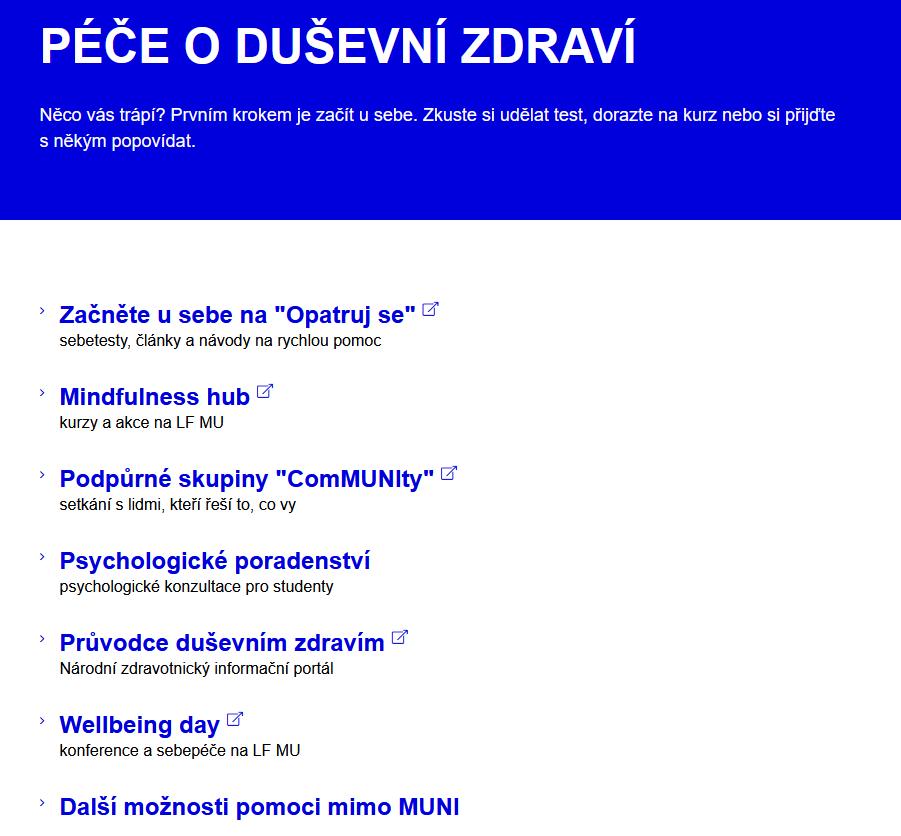 PÉČE O DUŠEVNÍ ZDRAVÍ
Něco vás trápí? Prvním krokem je začít u sebe. Zkuste si udělat test, dorazte na kurz nebo si přijďte
s někým popovídat.
Začněte u sebe na "Opatruj se"
sebetesty, články a návody na rychlou pomoc
Mindfulness hub
kurzy a akce na LF MU
Podpůrné skupiny "ComMUNIty"
setkání s lidmi, kteří řeší to, co vy
Psychologické poradenství
psychologické konzultace pro studenty
Průvodce duševním zdravím
Národní zdravotnický informační portál
Wellbeing day
konference a sebepéče na LF MU
Další možnosti pomoci mimo MUNI